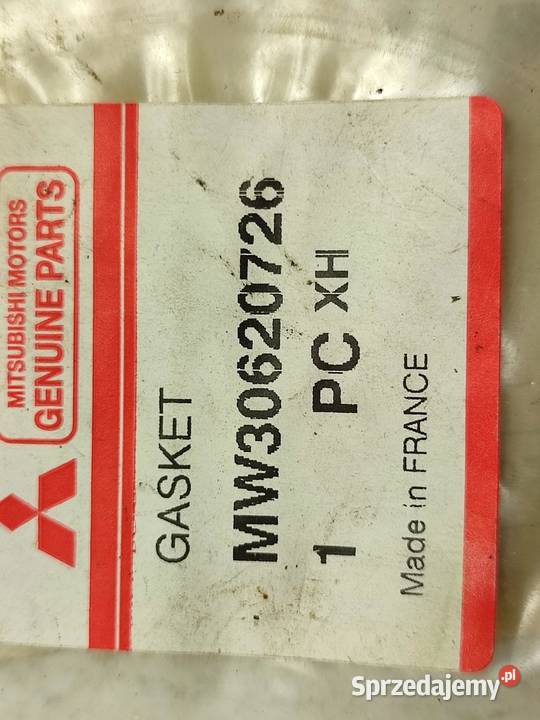 MITSUBISHI MOTORS
GENUINE PARTS
GASKET
MW30620726
1 PC XH
Made in FRANCE
Sprzedajemy.pl